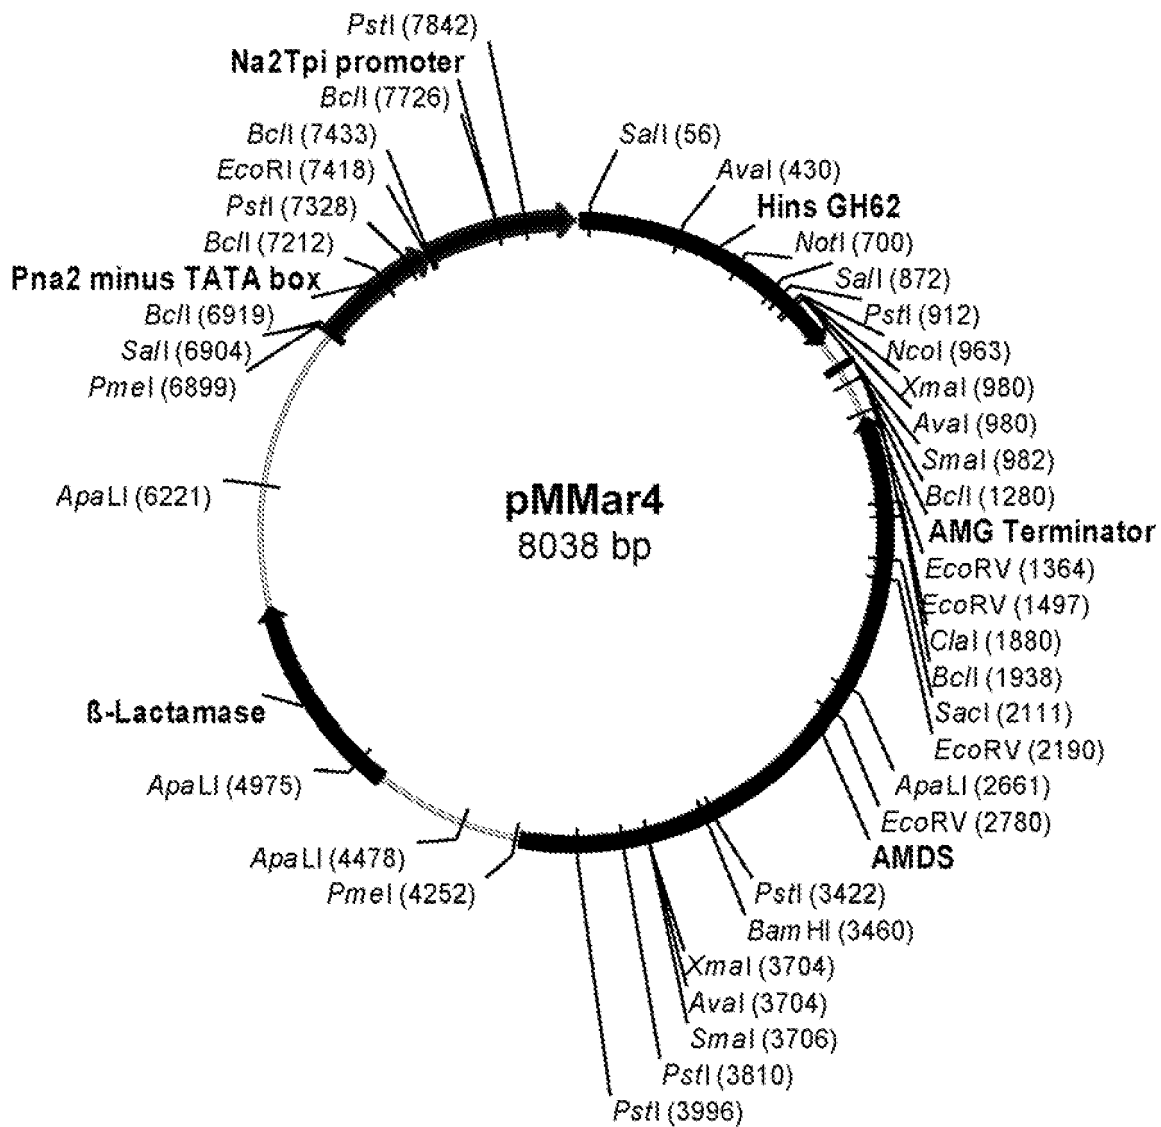 PstI (7842)
Na2Tpi promoter
BclI (7726)
BclI (7433)
EcoRI (7418)
PstI (7328)
BclI (7212)
Pna2 minus TATA box
BclI (6919)
SalI (6904)
PmeI (6899)
ApaLI (6221)
ß-Lactamase
ApaLI (4975)
ApaLI (4478)
PmeI (4252)
pMMar4
8038 bp
SalI (56)
AvaI (430)
Hins GH62
NotI (700)
SalI (872)
PstI (912)
NcoI (963)
XmaI (980)
AvaI (980)
SmaI (982)
BclI (1280)
AMG Terminator
EcoRV (1364)
EcoRV (1497)
ClaI (1880)
BclI (1938)
SacI (2111)
EcoRV (2190)
ApaLI (2661)
EcoRV (2780)
AMDS
PstI (3422)
BamHI (3460)
XmaI (3704)
AvaI (3704)
SmaI (3706)
PstI (3810)
PstI (3996)